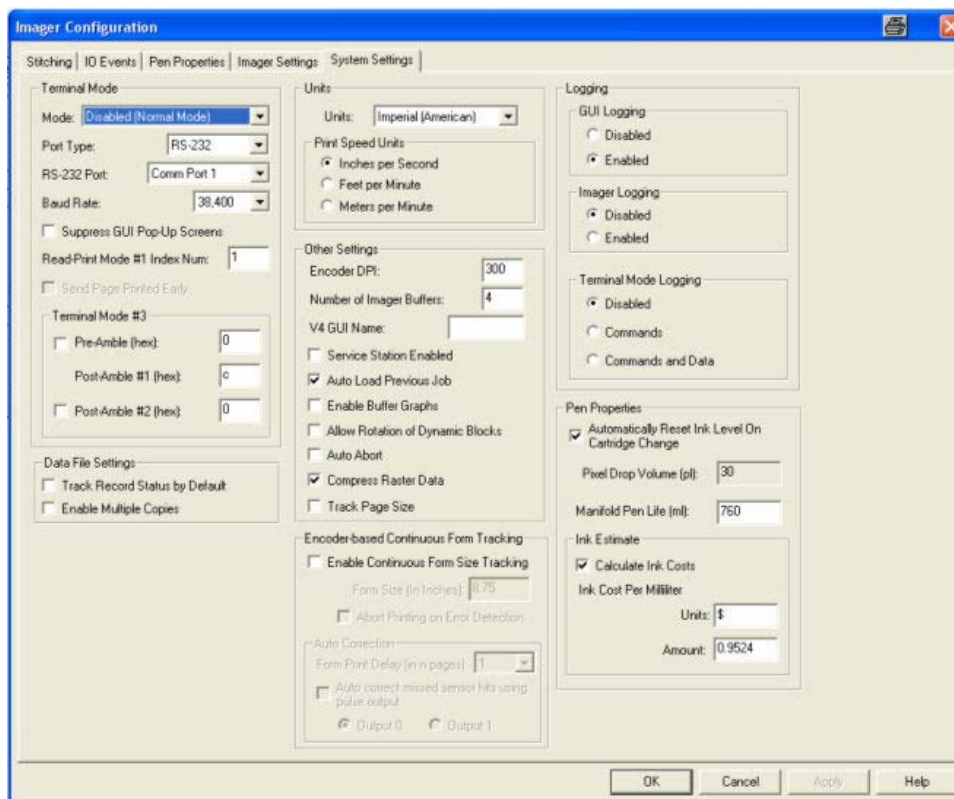 Imager Configuration
Stitching
IO Events
Pen Properties
Imager Settings
System Settings
Terminal Mode
Mode: Disabled (Normal Mode)
Port Type: RS-232
RS-232 Port: Comm Port 1
Baud Rate: 38,400
Suppress GUI Pop-Up Screens
Read-Print Mode #1 Index Num: 1
Send Page Printed Early
Terminal Mode #3
Pre-Amble (hex): 0
Post-Amble #1 (hex): c
Post-Amble #2 (hex): 0
Data File Settings
Track Record Status by Default
Enable Multiple Copies
Units
Units: Imperial (American)
Print Speed Units
Inches per Second
Feet per Minute
Meters per Minute
Other Settings
Encoder DPI: 300
Number of Imager Buffers: 4
V4 GUI Name:
Service Station Enabled
Auto Load Previous Job
Enable Buffer Graphs
Allow Rotation of Dynamic Blocks
Auto Abort
Compress Raster Data
Track Page Size
Encoder-based Continuous Form Tracking
Enable Continuous Form Size Tracking
Form Size (in Inches): 8.75
Abort Printing on Error Detection
Auto Correction
Form Print Delay (in n pages): 1
Auto correct missed sensor hits using
pulse output
Output 0
Output 1
Logging
GUI Logging
Disabled
Enabled
Imager Logging
Disabled
Enabled
Terminal Mode Logging
Disabled
Commands
Commands and Data
Pen Properties
Automatically Reset Ink Level On
Cartridge Change
Pixel Drop Volume (pl): 30
Manifold Pen Life (ml): 760
Ink Estimate
Calculate Ink Costs
Ink Cost Per Milliliter
Units: $
Amount: 0.9524
OK
Cancel
Apply
Help